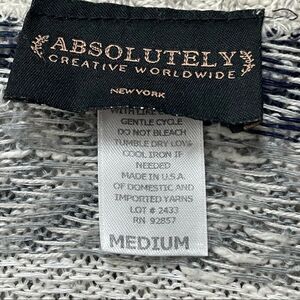 ABSOLUTELY
CREATIVE WORLDWIDE
NEW YORK
GENTLE CYCLE
DO NOT BLEACH
TUMBLE DRY LOW
COOL IRON IF
NEEDED
MADE IN U.S.A.
OF DOMESTIC AND
IMPORTED YARNS
LOT # 2433
RN 92857
MEDIUM